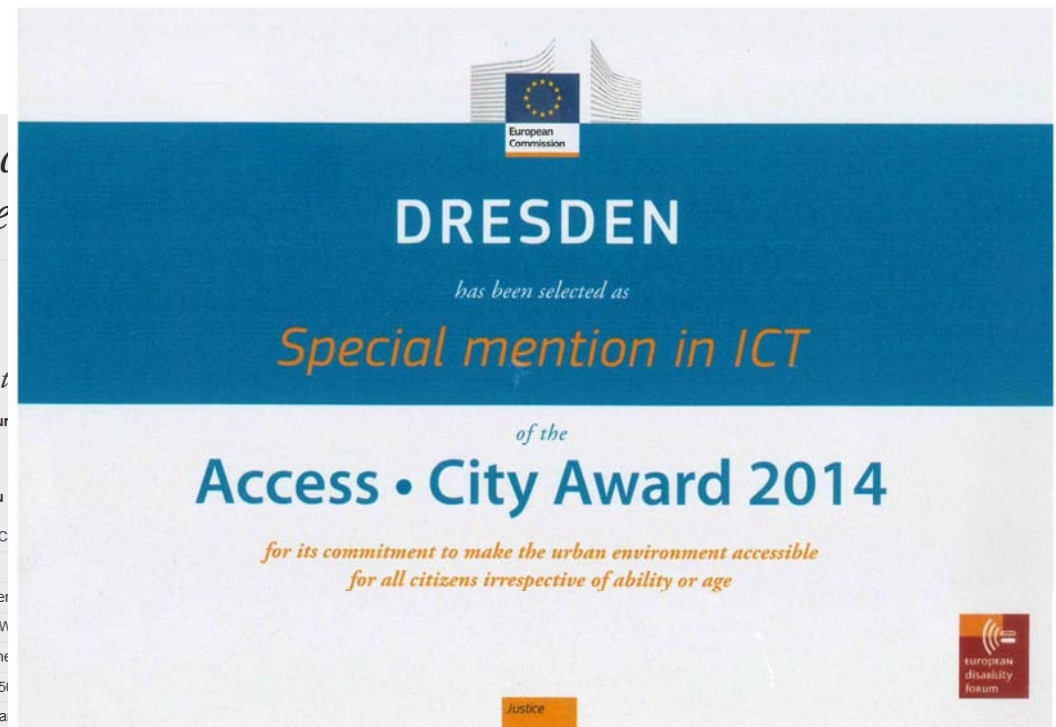 European
Commission
DRESDEN
has been selected as
Special mention in ICT
of the
Access • City Award 2014
for its commitment to make the urban environment accessible
for all citizens irrespective of ability or age
european
disability
forum
Justice